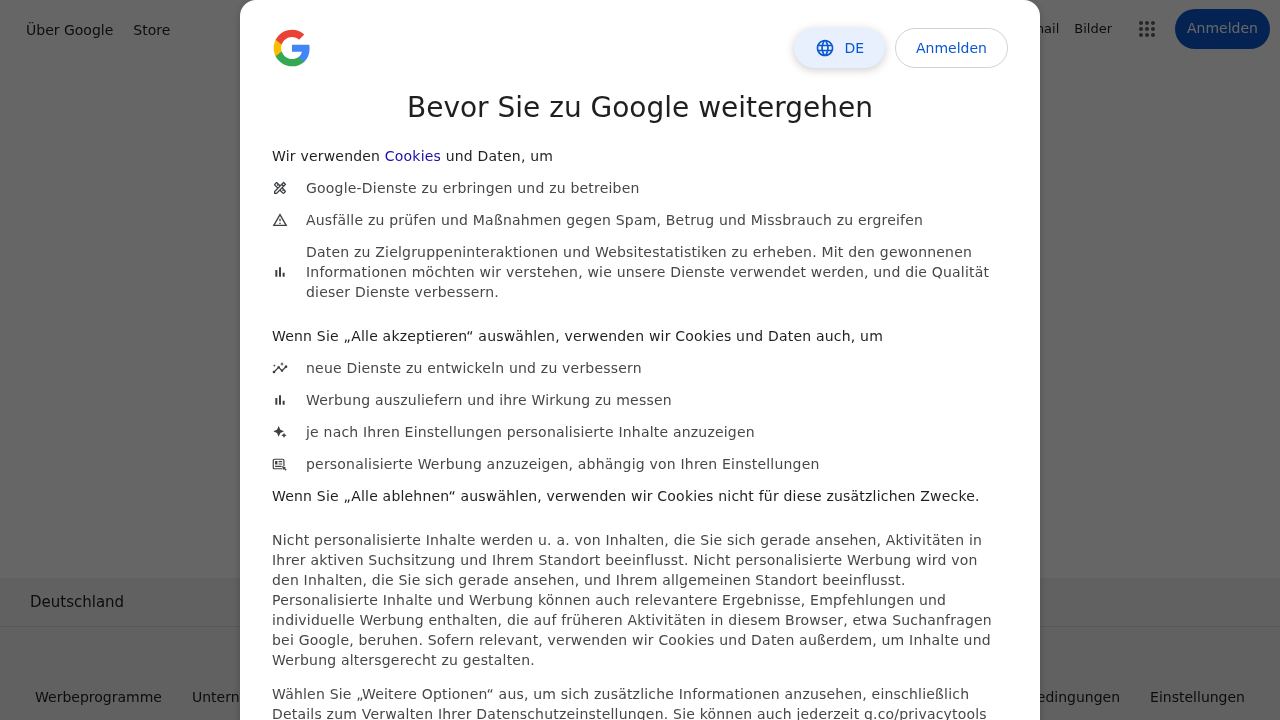 Über Google
Store
Bilder
Anmelden
DE
Anmelden
Bevor Sie zu Google weitergehen
Wir verwenden Cookies und Daten, um
Google-Dienste zu erbringen und zu betreiben
Ausfälle zu prüfen und Maßnahmen gegen Spam, Betrug und Missbrauch zu ergreifen
Daten zu Zielgruppeninteraktionen und Websitestatistiken zu erheben. Mit den gewonnenen
Informationen möchten wir verstehen, wie unsere Dienste verwendet werden, und die Qualität
dieser Dienste verbessern.
Wenn Sie „Alle akzeptieren“ auswählen, verwenden wir Cookies und Daten auch, um
neue Dienste zu entwickeln und zu verbessern
Werbung auszuliefern und ihre Wirkung zu messen
je nach Ihren Einstellungen personalisierte Inhalte anzuzeigen
personalisierte Werbung anzuzeigen, abhängig von Ihren Einstellungen
Wenn Sie „Alle ablehnen“ auswählen, verwenden wir Cookies nicht für diese zusätzlichen Zwecke.
Nicht personalisierte Inhalte werden u. a. von Inhalten, die Sie sich gerade ansehen, Aktivitäten in
Ihrer aktiven Suchsitzung und Ihrem Standort beeinflusst. Nicht personalisierte Werbung wird von
den Inhalten, die Sie sich gerade ansehen, und Ihrem allgemeinen Standort beeinflusst.
Personalisierte Inhalte und Werbung können auch relevantere Ergebnisse, Empfehlungen und
individuelle Werbung enthalten, die auf früheren Aktivitäten in diesem Browser, etwa Suchanfragen
bei Google, beruhen. Sofern relevant, verwenden wir Cookies und Daten außerdem, um Inhalte und
Werbung altersgerecht zu gestalten.
Wählen Sie „Weitere Optionen“ aus, um sich zusätzliche Informationen anzusehen, einschließlich
Details zum Verwalten Ihrer Datenschutzeinstellungen. Sie können auch jederzeit g.co/privacytools
Deutschland
Werbeprogramme
Einstellungen